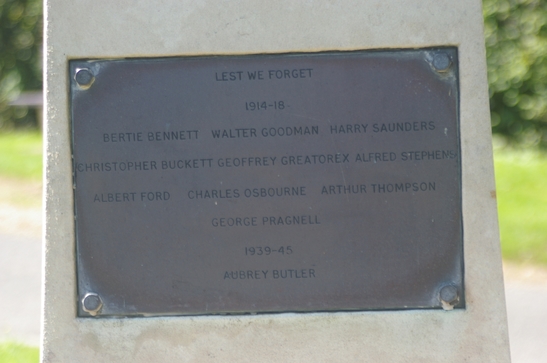 LEST WE FORGET
1914-18
BERTIE BENNETT WALTER GOODMAN HARRY SAUNDERS
CHRISTOPHER BUCKETT GEOFFREY GREATOREX ALFRED STEPHENS
ALBERT FORD CHARLES OSBOURNE ARTHUR THOMPSON
GEORGE PRAGNELL
1939-45
AUBREY BUTLER